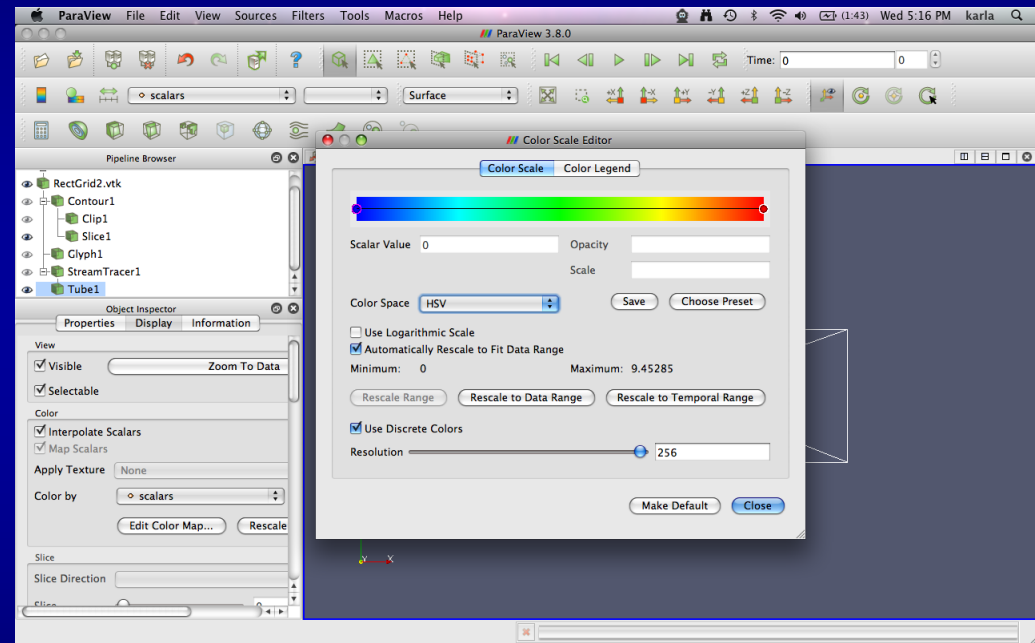 ParaView File Edit View Sources Filters Tools Macros Help (1:43) Wed 5:16 PM karla
ParaView 3.8.0
Time: 0 0
scalars Surface +X -X +Y -Y +Z -Z
Pipeline Browser
RectGrid2.vtk
Contour1
Clip1
Slice1
Glyph1
StreamTracer1
Tube1
Object Inspector
Properties Display Information
View
Visible Zoom To Data
Selectable
Color
Interpolate Scalars
Map Scalars
Apply Texture None
Color by scalars
Edit Color Map... Rescale
Slice
Slice Direction
Slice 0
Color Scale Editor
Color Scale Color Legend
Scalar Value 0 Opacity
Scale
Color Space HSV Save Choose Preset
Use Logarithmic Scale
Automatically Rescale to Fit Data Range
Minimum: 0 Maximum: 9.45285
Rescale Range Rescale to Data Range Rescale to Temporal Range
Use Discrete Colors
Resolution 256
Make Default Close
Y X